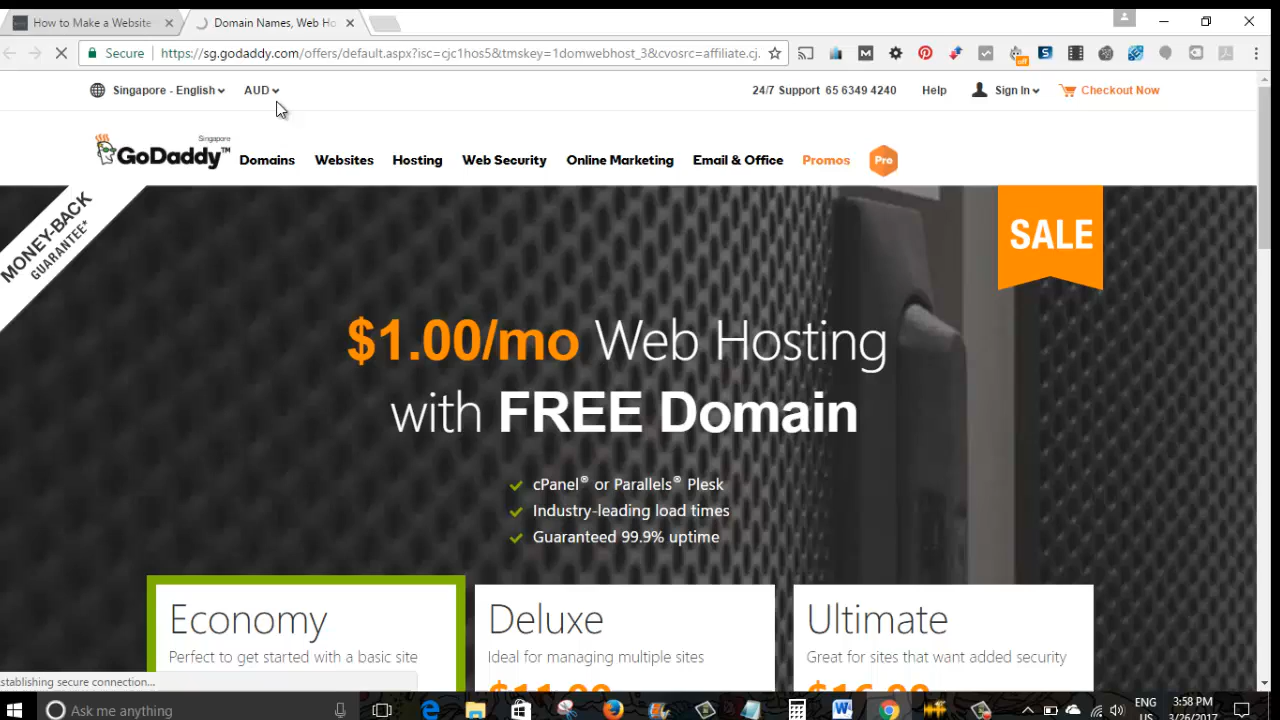 How to Make a Website
Domain Names, Web Ho
Secure
https://sg.godaddy.com/offers/default.aspx?isc=cjc1hos5&tmskey=1domwebhost_3&cvosrc=affiliate.cj.
off
Singapore - English
AUD
24/7 Support 65 6349 4240
Help
Sign In
Checkout Now
Singapore
GoDaddy™
Domains
Websites
Hosting
Web Security
Online Marketing
Email & Office
Promos
Pro
MONEY-BACK
GUARANTEE*
SALE
$1.00/mo Web Hosting
with FREE Domain
cPanel® or Parallels® Plesk
Industry-leading load times
Guaranteed 99.9% uptime
Economy
Perfect to get started with a basic site
Deluxe
Ideal for managing multiple sites
Ultimate
Great for sites that want added security
stablishing secure connection...
Ask me anything
ENG
US
3:58 PM